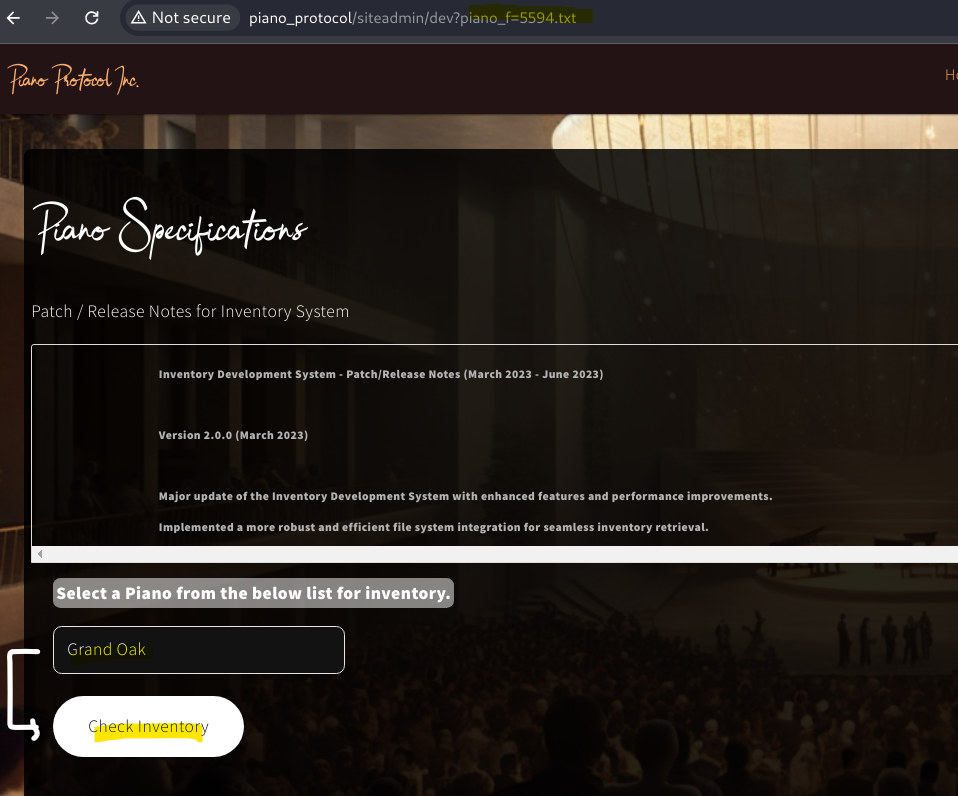 Not secure piano_protocol/siteadmin/dev?piano_f=5594.txt
Piano Protocol Inc.
Piano Specifications
Patch / Release Notes for Inventory System
Inventory Development System - Patch/Release Notes (March 2023 - June 2023)
Version 2.0.0 (March 2023)
Major update of the Inventory Development System with enhanced features and performance improvements.
Implemented a more robust and efficient file system integration for seamless inventory retrieval.
Select a Piano from the below list for inventory.
Grand Oak
Check Inventory